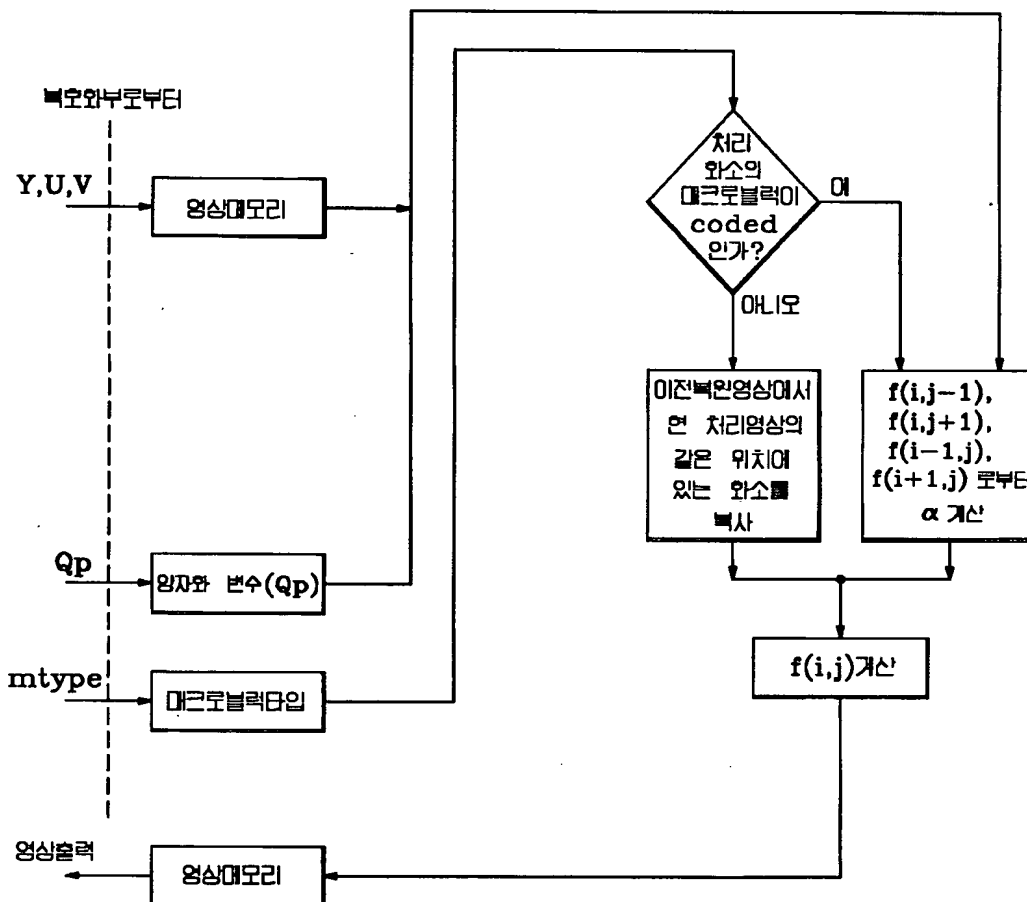 복호화부로부터
Y,U,V
영상메모리
처리
화소의
매크로블럭이
coded
인가?
예
아니오
이전복원영상에서
현 처리영상의
같은 위치에
있는 화소를
복사
f(i,j-1),
f(i,j+1),
f(i-1,j),
f(i+1,j) 로부터
α 계산
Qp
양자화 변수(Qp)
mtype
매크로블럭타입
f(i,j)계산
영상출력
영상메모리